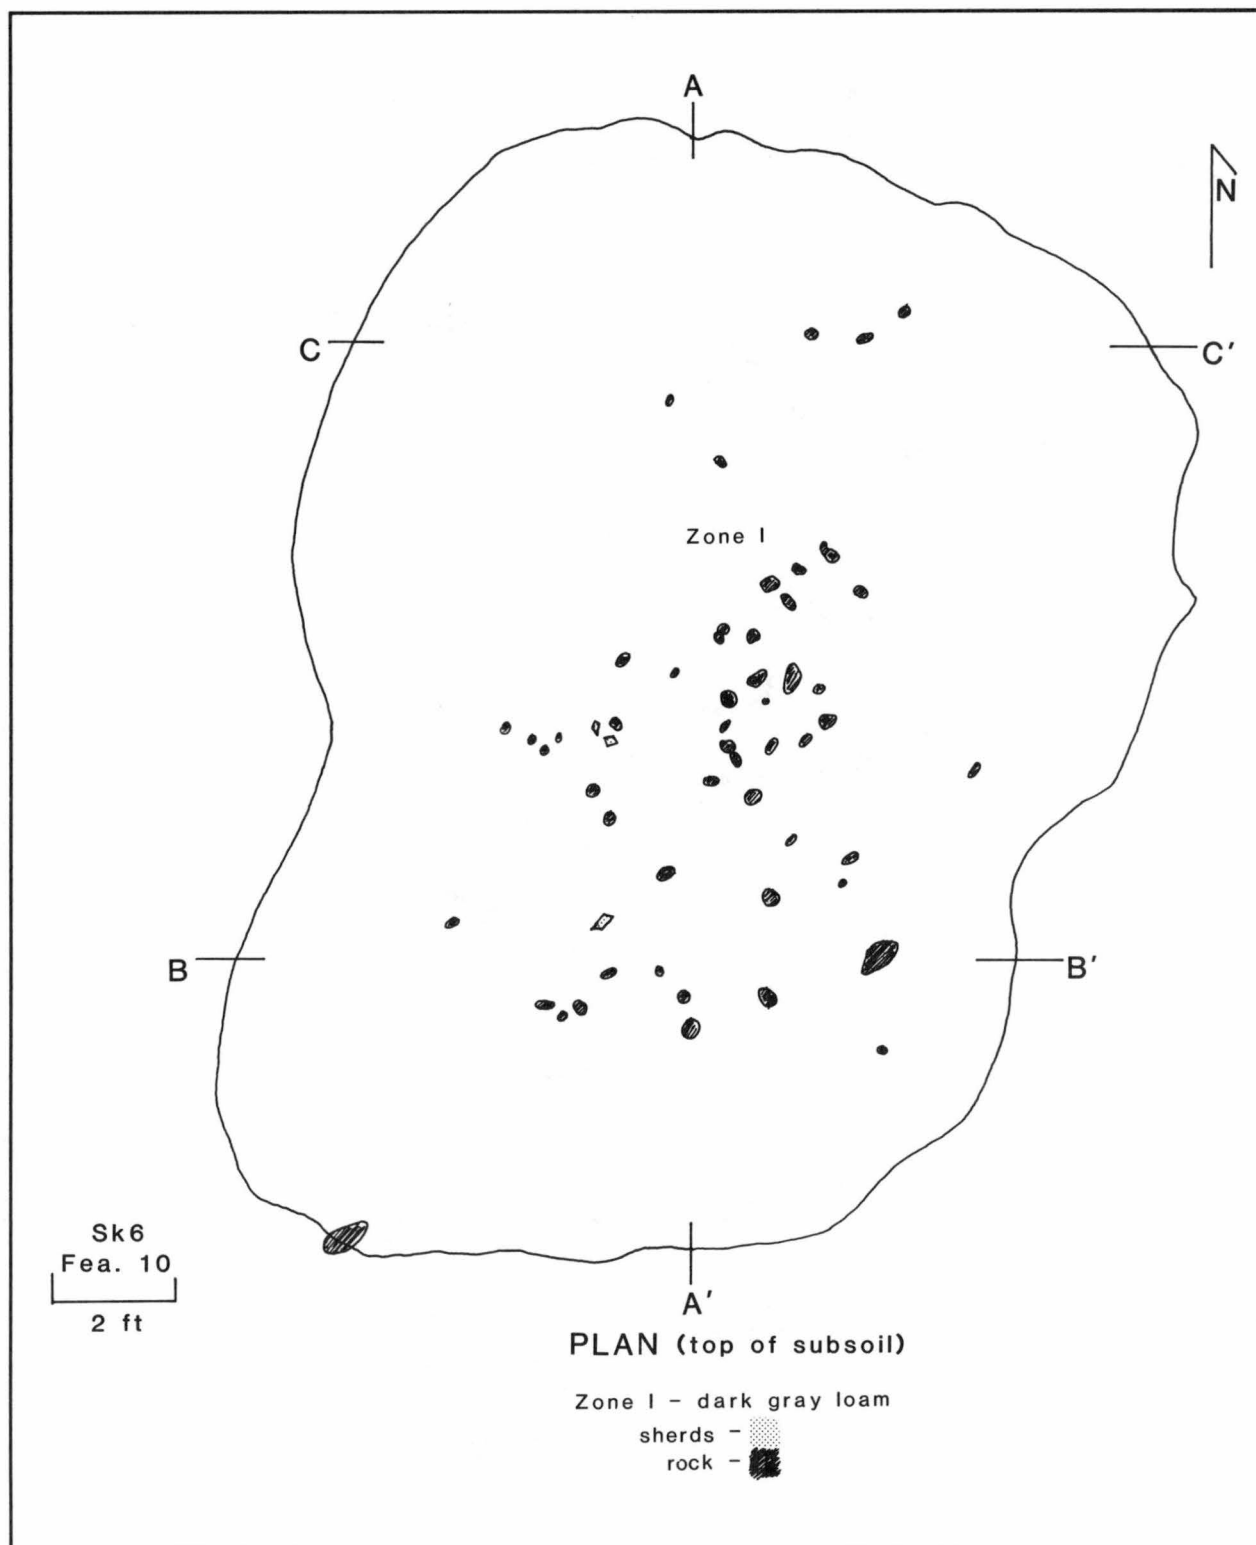 A
N
C
C'
Zone I
B
B'
Sk6
Fea. 10
2 ft
A'
PLAN (top of subsoil)
Zone I - dark gray loam
sherds -
rock -